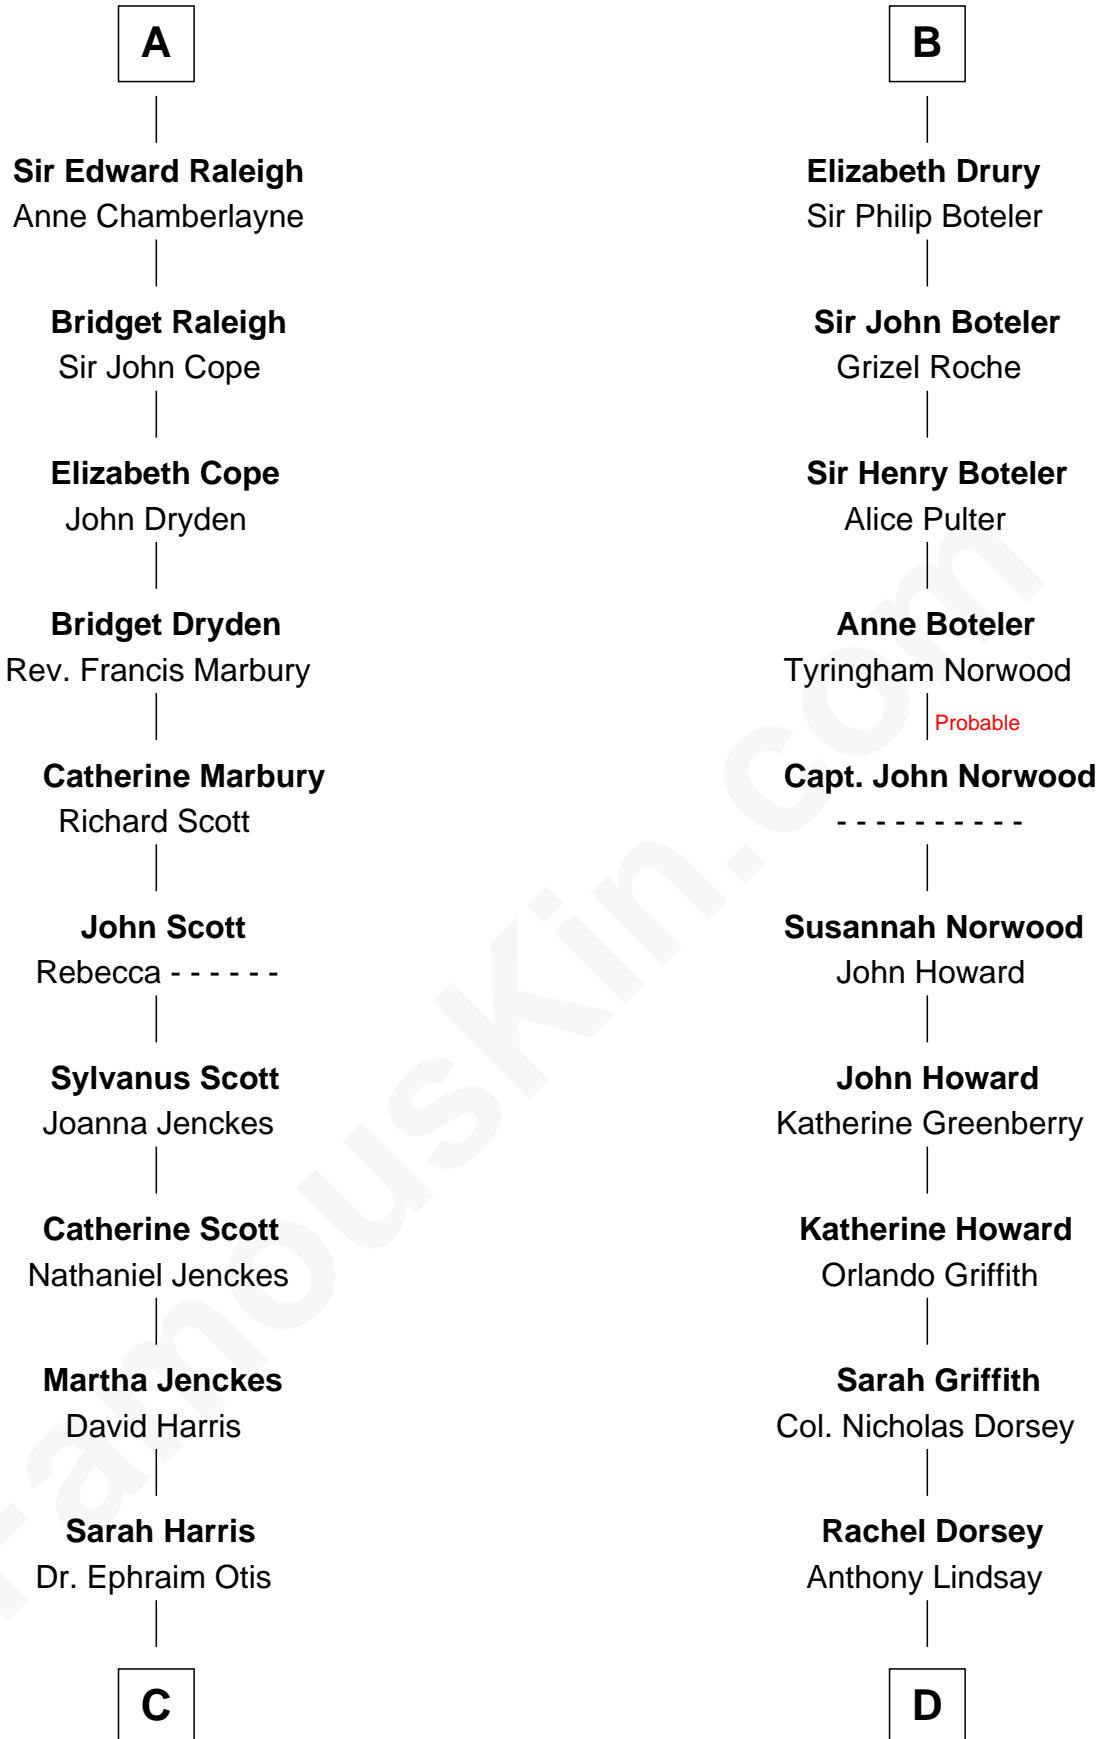 A
Sir Edward Raleigh
Anne Chamberlayne
Bridget Raleigh
Sir John Cope
Elizabeth Cope
John Dryden
Bridget Dryden
Rev. Francis Marbury
Catherine Marbury
Richard Scott
John Scott
Rebecca - - - - - -
Sylvanus Scott
Joanna Jenckes
Catherine Scott
Nathaniel Jenckes
Martha Jenckes
David Harris
Sarah Harris
Dr. Ephraim Otis
C
B
Elizabeth Drury
Sir Philip Boteler
Sir John Boteler
Grizel Roche
Sir Henry Boteler
Alice Pulter
Anne Boteler
Tyringham Norwood
Probable
Capt. John Norwood
- - - - - - - - - -
Susannah Norwood
John Howard
John Howard
Katherine Greenberry
Katherine Howard
Orlando Griffith
Sarah Griffith
Col. Nicholas Dorsey
Rachel Dorsey
Anthony Lindsay
D
FamousKin.com